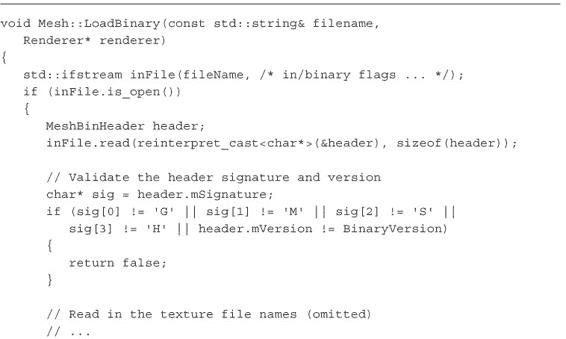 void Mesh::LoadBinary(const std::string& filename,
   Renderer* renderer)
{
   std::ifstream inFile(fileName, /* in/binary flags ... */);
   if (inFile.is_open())
   {
      MeshBinHeader header;
      inFile.read(reinterpret_cast<char*>(&header), sizeof(header));

      // Validate the header signature and version
      char* sig = header.mSignature;
      if (sig[0] != 'G' || sig[1] != 'M' || sig[2] != 'S' ||
         sig[3] != 'H' || header.mVersion != BinaryVersion)
      {
         return false;
      }

      // Read in the texture file names (omitted)
      // ...